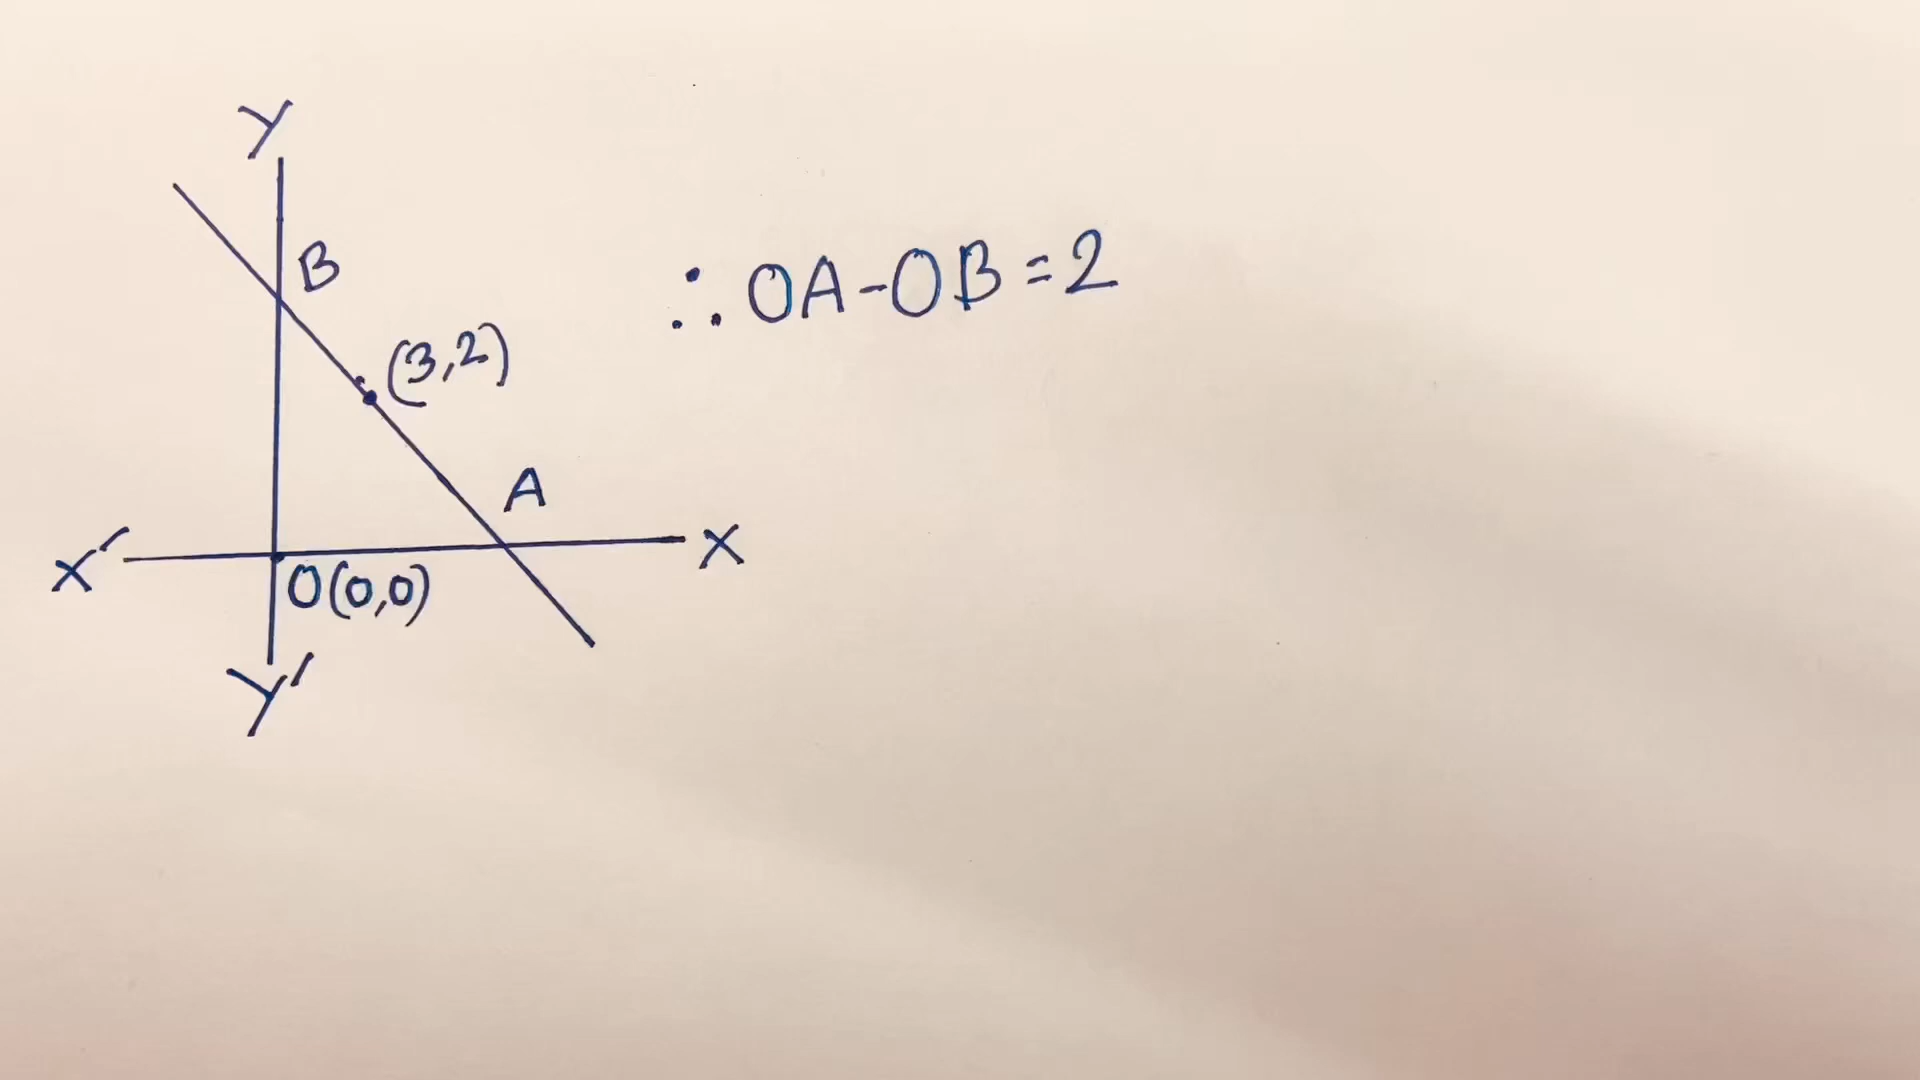 Y
B
∴ OA-OB=2
(3,2)
A
X'
X
O(0,0)
Y'